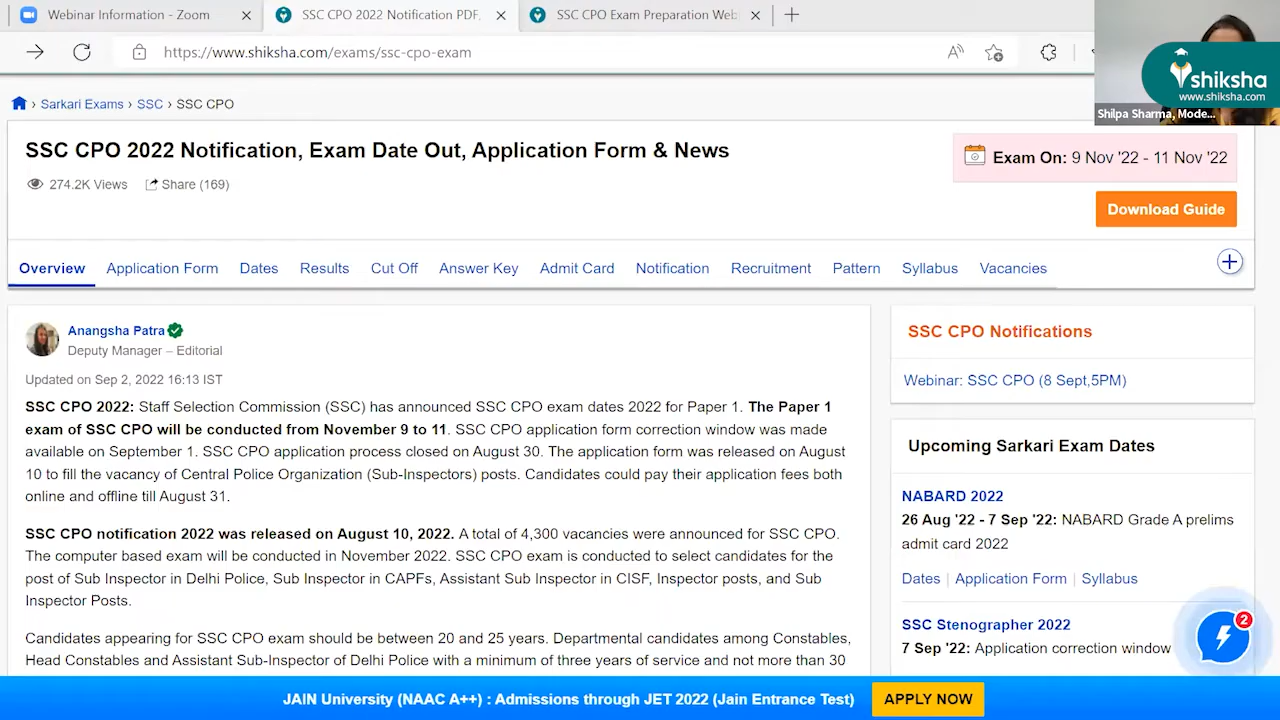 Webinar Information - Zoom
SSC CPO 2022 Notification PDF,
SSC CPO Exam Preparation Web
https://www.shiksha.com/exams/ssc-cpo-exam
shiksha
www.shiksha.com
Shilpa Sharma, Mode...
Sarkari Exams › SSC › SSC CPO
SSC CPO 2022 Notification, Exam Date Out, Application Form & News
274.2K Views Share (169)
Exam On: 9 Nov '22 - 11 Nov '22
Download Guide
Overview Application Form Dates Results Cut Off Answer Key Admit Card Notification Recruitment Pattern Syllabus Vacancies
Anangsha Patra
Deputy Manager – Editorial
Updated on Sep 2, 2022 16:13 IST
SSC CPO 2022: Staff Selection Commission (SSC) has announced SSC CPO exam dates 2022 for Paper 1. The Paper 1
exam of SSC CPO will be conducted from November 9 to 11. SSC CPO application form correction window was made
available on September 1. SSC CPO application process closed on August 30. The application form was released on August
10 to fill the vacancy of Central Police Organization (Sub-Inspectors) posts. Candidates could pay their application fees both
online and offline till August 31.
SSC CPO notification 2022 was released on August 10, 2022. A total of 4,300 vacancies were announced for SSC CPO.
The computer based exam will be conducted in November 2022. SSC CPO exam is conducted to select candidates for the
post of Sub Inspector in Delhi Police, Sub Inspector in CAPFs, Assistant Sub Inspector in CISF, Inspector posts, and Sub
Inspector Posts.
Candidates appearing for SSC CPO exam should be between 20 and 25 years. Departmental candidates among Constables,
Head Constables and Assistant Sub-Inspector of Delhi Police with a minimum of three years of service and not more than 30
SSC CPO Notifications
Webinar: SSC CPO (8 Sept,5PM)
Upcoming Sarkari Exam Dates
NABARD 2022
26 Aug '22 - 7 Sep '22: NABARD Grade A prelims
admit card 2022
Dates | Application Form | Syllabus
SSC Stenographer 2022
7 Sep '22: Application correction window
2
JAIN University (NAAC A++) : Admissions through JET 2022 (Jain Entrance Test)
APPLY NOW